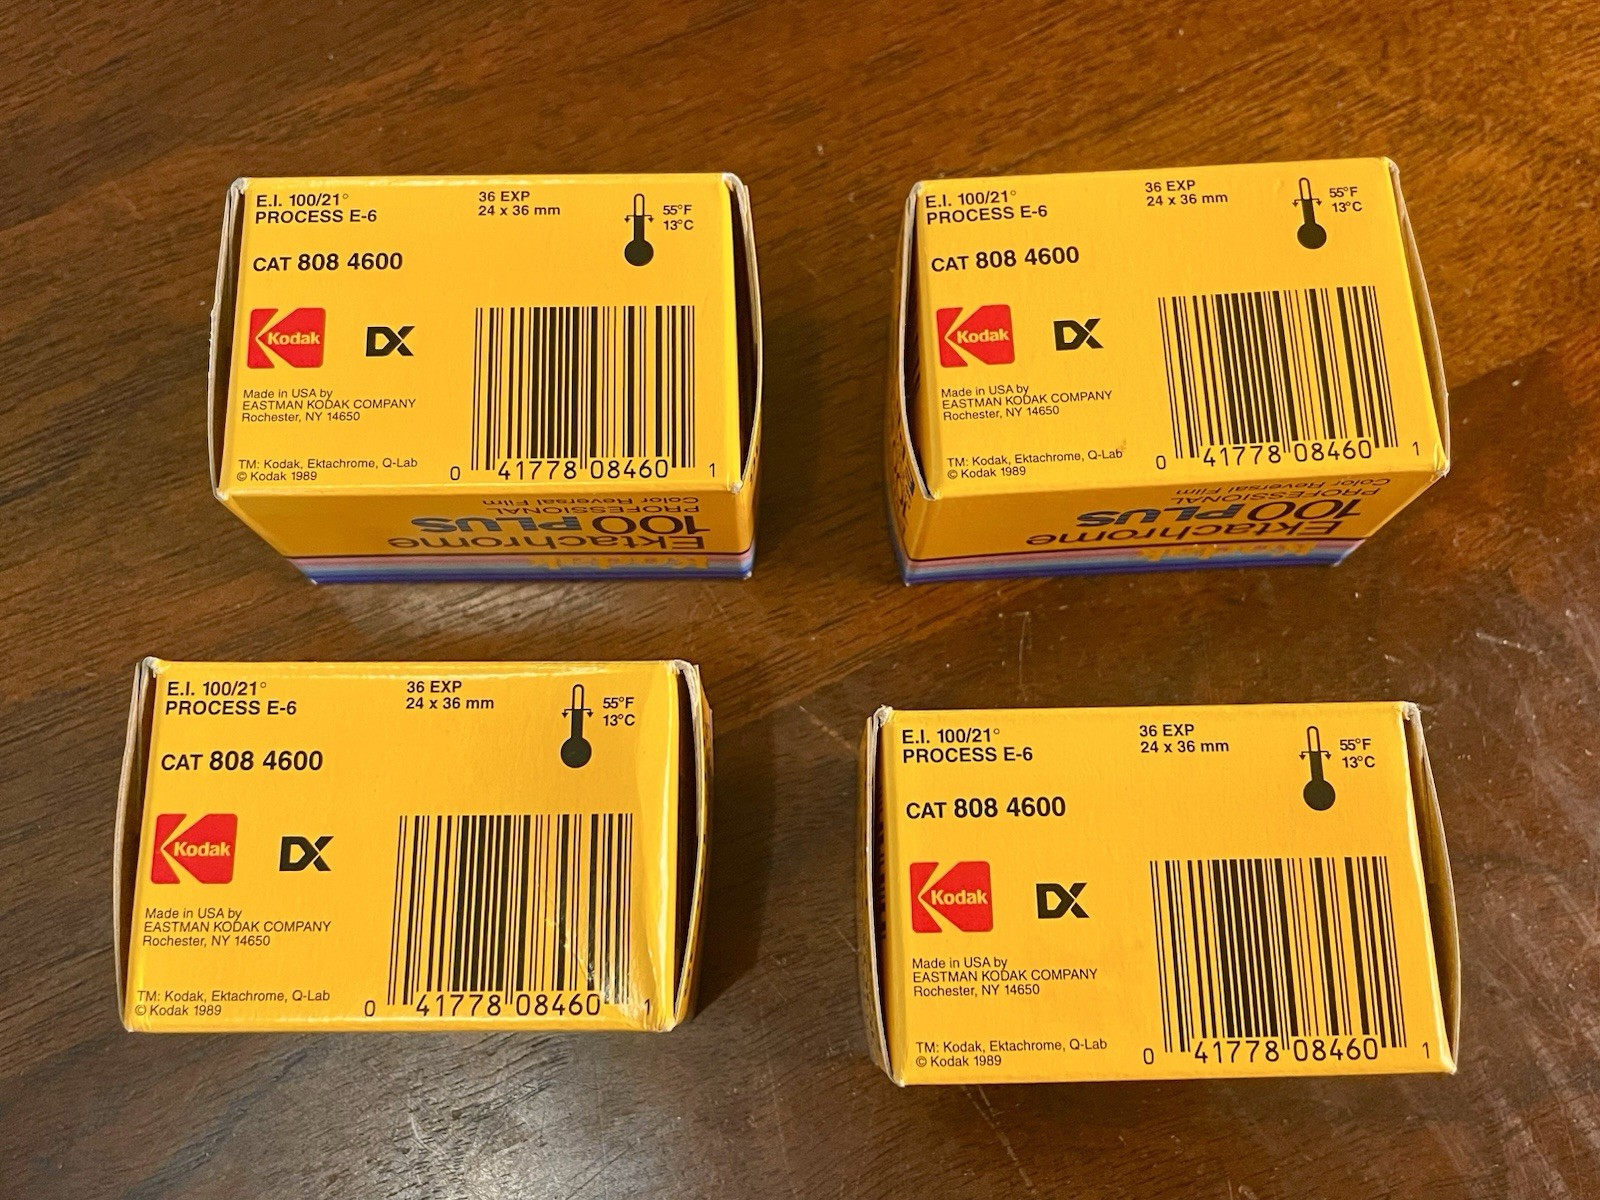 E.I. 100/21°
PROCESS E-6
36 EXP
24 x 36 mm
55°F
13°C
CAT 808 4600
Kodak
DX
Made in USA by
EASTMAN KODAK COMPANY
Rochester, NY 14650
TM: Kodak, Ektachrome, Q-Lab
© Kodak 1989
0 41778 08460 1
Color Reversal Film
PROFESSIONAL
100 PLUS
Ektachrome
Kodak
E.I. 100/21°
PROCESS E-6
36 EXP
24 x 36 mm
55°F
13°C
CAT 808 4600
Kodak
DX
Made in USA by
EASTMAN KODAK COMPANY
Rochester, NY 14650
TM: Kodak, Ektachrome, Q-Lab
© Kodak 1989
0 41778 08460 1
Color Reversal Film
PROFESSIONAL
100 PLUS
Ektachrome
Kodak
E.I. 100/21°
PROCESS E-6
36 EXP
24 x 36 mm
55°F
13°C
CAT 808 4600
Kodak
DX
Made in USA by
EASTMAN KODAK COMPANY
Rochester, NY 14650
TM: Kodak, Ektachrome, Q-Lab
© Kodak 1989
0 41778 08460 1
E.I. 100/21°
PROCESS E-6
36 EXP
24 x 36 mm
55°F
13°C
CAT 808 4600
Kodak
DX
Made in USA by
EASTMAN KODAK COMPANY
Rochester, NY 14650
TM: Kodak, Ektachrome, Q-Lab
© Kodak 1989
0 41778 08460 1